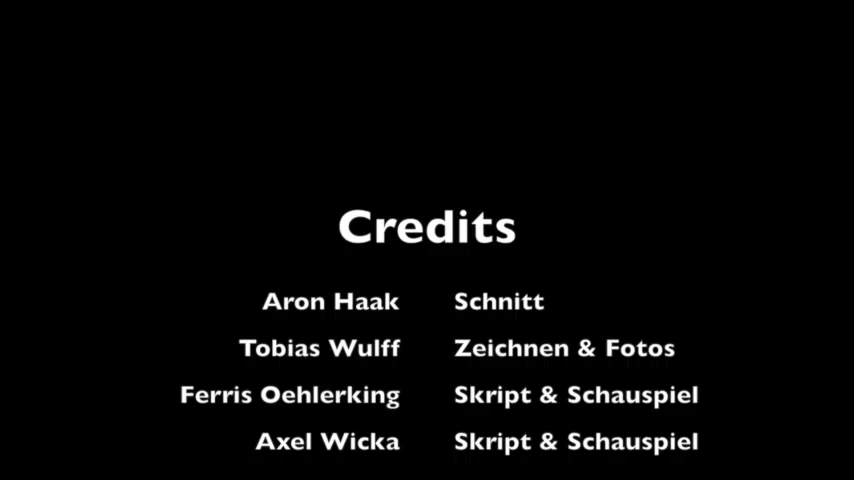 Credits
Aron Haak Schnitt
Tobias Wulff Zeichnen & Fotos
Ferris Oehlerking Skript & Schauspiel
Axel Wicka Skript & Schauspiel